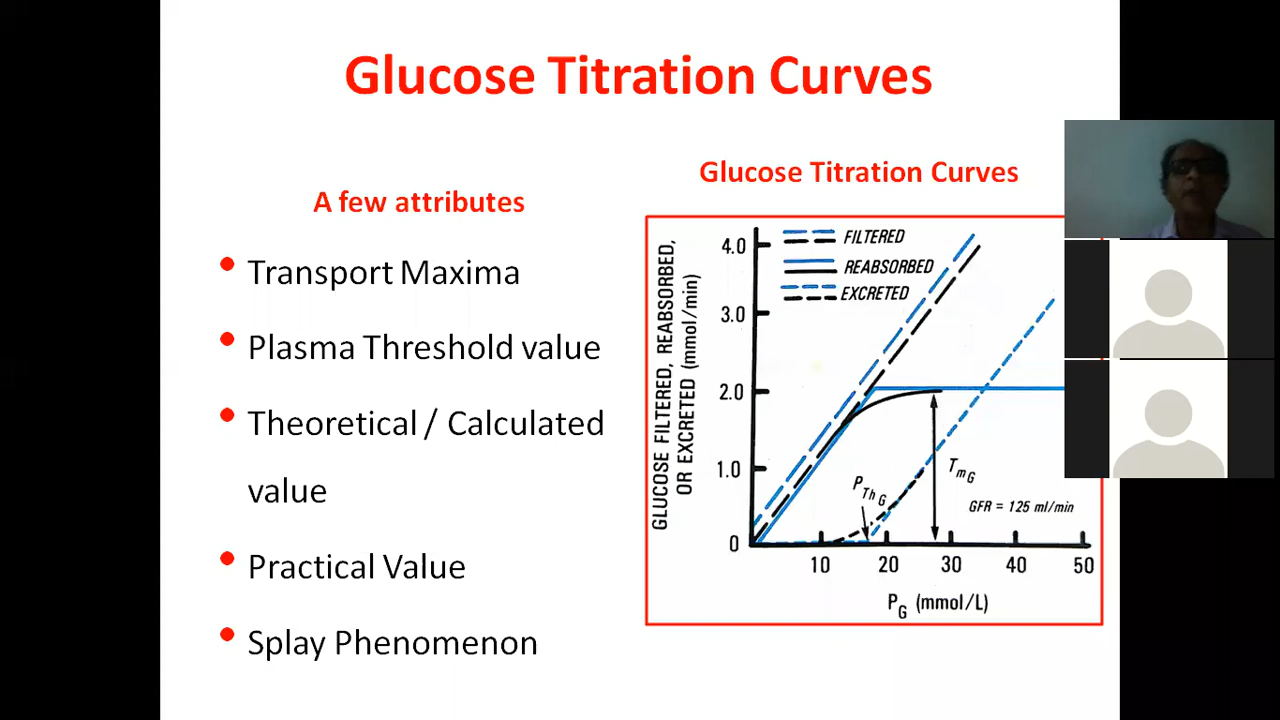 Glucose Titration Curves
A few attributes
• Transport Maxima
• Plasma Threshold value
• Theoretical / Calculated
value
• Practical Value
• Splay Phenomenon
Glucose Titration Curves
GLUCOSE FILTERED, REABSORBED,
OR EXCRETED (mmol/min)
FILTERED
REABSORBED
EXCRETED
4.0
3.0
2.0
1.0
0
P Th G
T m G
GFR = 125 ml/min
10 20 30 40 50
P G (mmol/L)